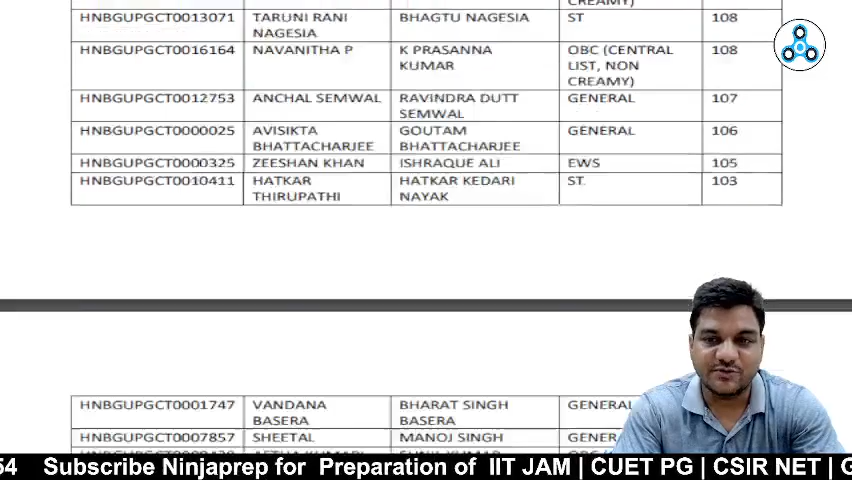 CREAMY)
HNBGUPGCT0013071 TARUNI RANI BHAGTU NAGESIA ST 108
NAGESIA
HNBGUPGCT0016164 NAVANITHA P K PRASANNA OBC (CENTRAL 108
KUMAR LIST, NON
CREAMY)
HNBGUPGCT0012753 ANCHAL SEMWAL RAVINDRA DUTT GENERAL 107
SEMWAL
HNBGUPGCT0000025 AVISIKTA GOUTAM GENERAL 106
BHATTACHARJEE BHATTACHARJEE
HNBGUPGCT0000325 ZEESHAN KHAN ISHRAQUE ALI EWS 105
HNBGUPGCT0010411 HATKAR HATKAR KEDARI ST. 103
THIRUPATHI NAYAK
HNBGUPGCT0001747 VANDANA BHARAT SINGH GENERAL
BASERA BASERA
HNBGUPGCT0007857 SHEETAL MANOJ SINGH GENER
54 Subscribe Ninjaprep for Preparation of IIT JAM | CUET PG | CSIR NET | G